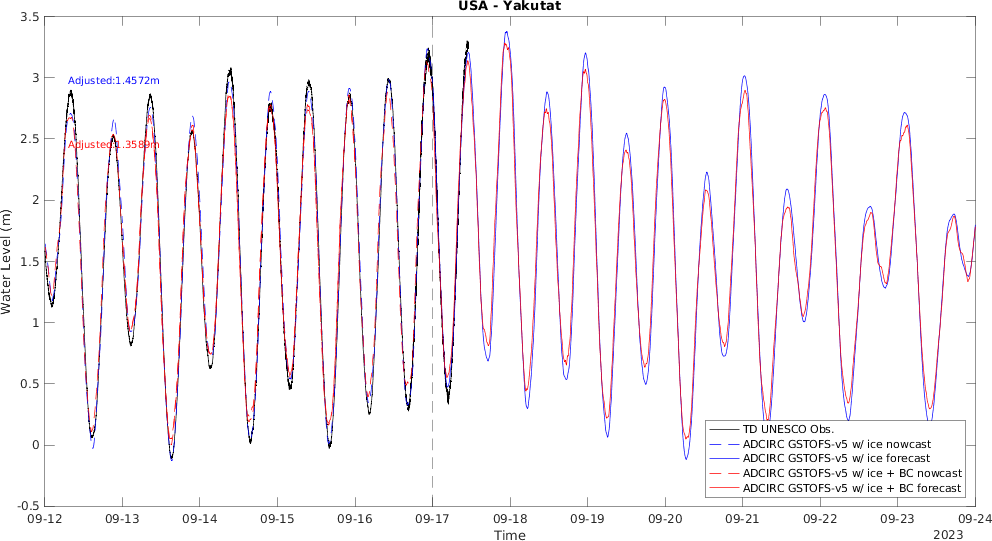 USA - Yakutat
3.5
3
2.5
2
1.5
1
0.5
0
-0.5
Water Level (m)
Adjusted:1.4572m
Adjusted:1.3589m
TD UNESCO Obs.
ADCIRC GSTOFS-v5 w/ ice nowcast
ADCIRC GSTOFS-v5 w/ ice forecast
ADCIRC GSTOFS-v5 w/ ice + BC nowcast
ADCIRC GSTOFS-v5 w/ ice + BC forecast
09-12 09-13 09-14 09-15 09-16 09-17 09-18 09-19 09-20 09-21 09-22 09-23 09-24
Time
2023